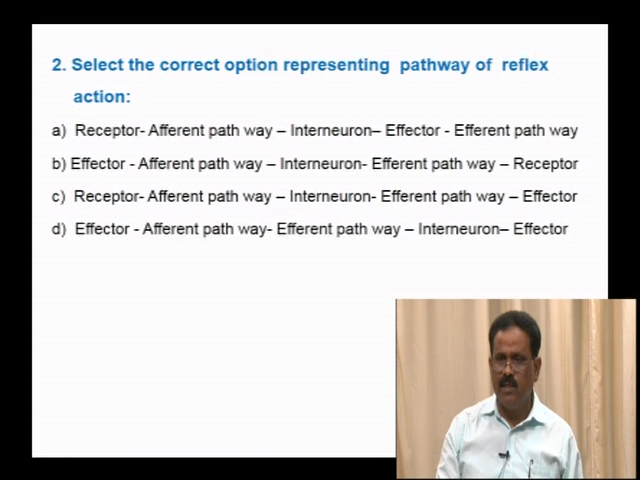 2. Select the correct option representing pathway of reflex
action:
a) Receptor- Afferent path way – Interneuron– Effector - Efferent path way
b) Effector - Afferent path way – Interneuron- Efferent path way – Receptor
c) Receptor- Afferent path way – Interneuron- Efferent path way – Effector
d) Effector - Afferent path way- Efferent path way – Interneuron– Effector